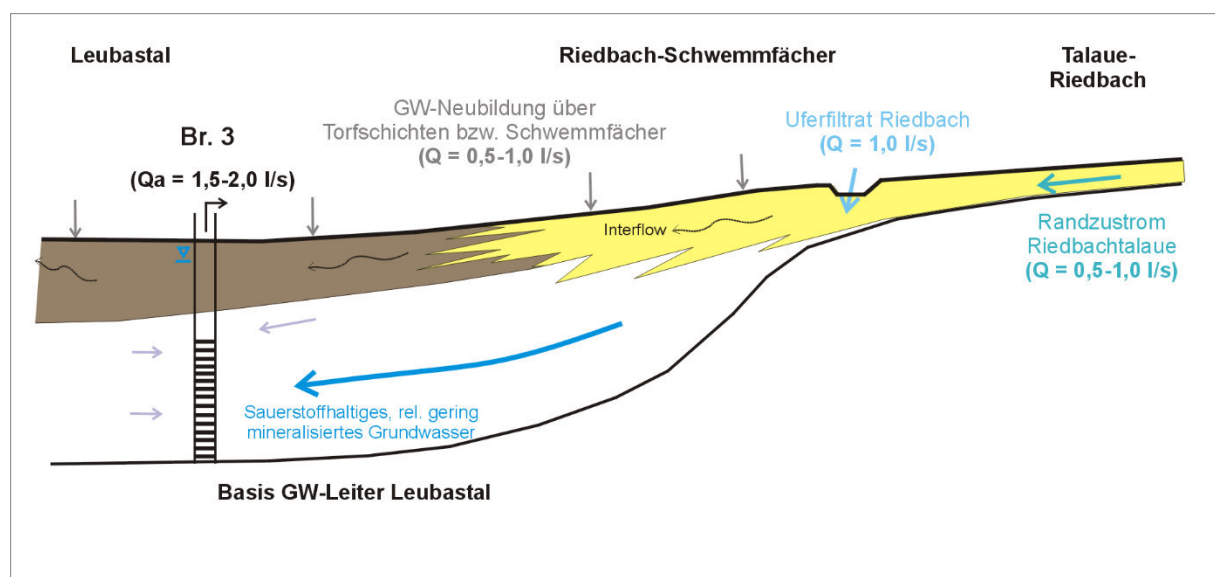 Leubastal
Riedbach-Schwemmfächer
Talaue-
Riedbach
GW-Neubildung über
Torfschichten bzw. Schwemmfächer
(Q = 0,5-1,0 l/s)
Uferfiltrat Riedbach
(Q = 1,0 l/s)
Br. 3
(Qa = 1,5-2,0 l/s)
Interflow
Randzustrom
Riedbachtalaue
(Q = 0,5-1,0 l/s)
Sauerstoffhaltiges, rel. gering
mineralisiertes Grundwasser
Basis GW-Leiter Leubastal